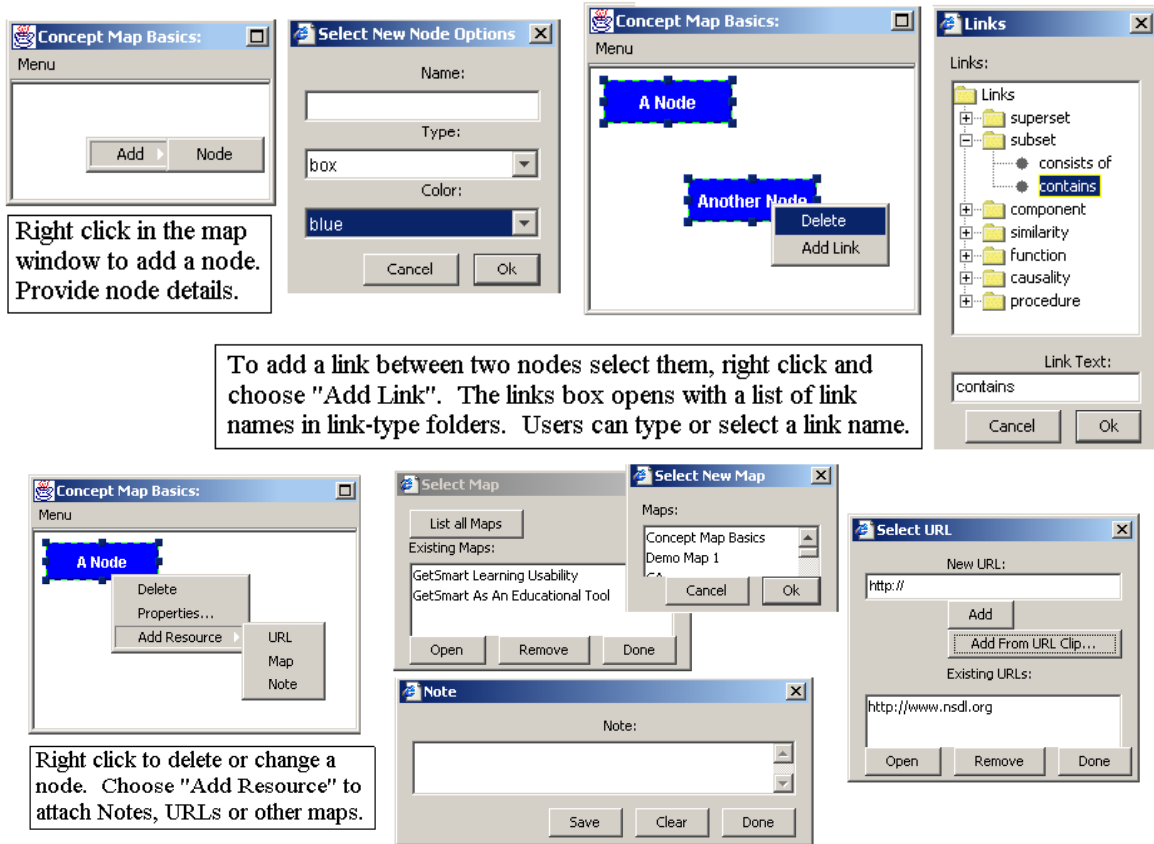 Concept Map Basics:
Menu
Add
Node
Right click in the map
window to add a node.
Provide node details.
Select New Node Options
Name:
Type:
box
Color:
blue
Cancel
Ok
Concept Map Basics:
Menu
A Node
Another Node
Delete
Add Link
Links
Links:
Links
superset
subset
consists of
contains
component
similarity
function
causality
procedure
Link Text:
contains
Cancel
Ok
To add a link between two nodes select them, right click and
choose "Add Link". The links box opens with a list of link
names in link-type folders. Users can type or select a link name.
Concept Map Basics:
Menu
A Node
Delete
Properties...
Add Resource
URL
Map
Note
Right click to delete or change a
node. Choose "Add Resource" to
attach Notes, URLs or other maps.
Select Map
List all Maps
Existing Maps:
GetSmart Learning Usability
GetSmart As An Educational Tool
Open
Remove
Done
Select New Map
Maps:
Concept Map Basics
Demo Map 1
Cancel
Ok
Note
Note:
Save
Clear
Done
Select URL
New URL:
http://
Add
Add From URL Clip...
Existing URLs:
http://www.nsdl.org
Open
Remove
Done